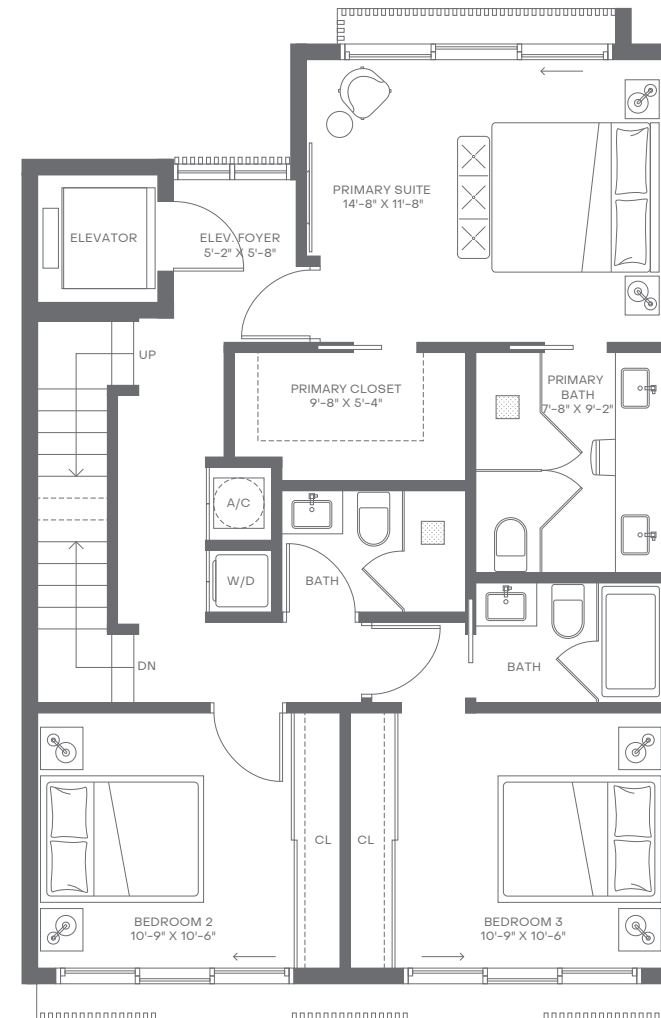 PRIMARY SUITE
14'-8" X 11'-8"
ELEVATOR
ELEV. FOYER
5'-2" X 5'-8"
UP
PRIMARY CLOSET
9'-8" X 5'-4"
PRIMARY
BATH
7'-8" X 9'-2"
A/C
W/D
BATH
DN
BATH
CL
CL
BEDROOM 2
10'-9" X 10'-6"
BEDROOM 3
10'-9" X 10'-6"